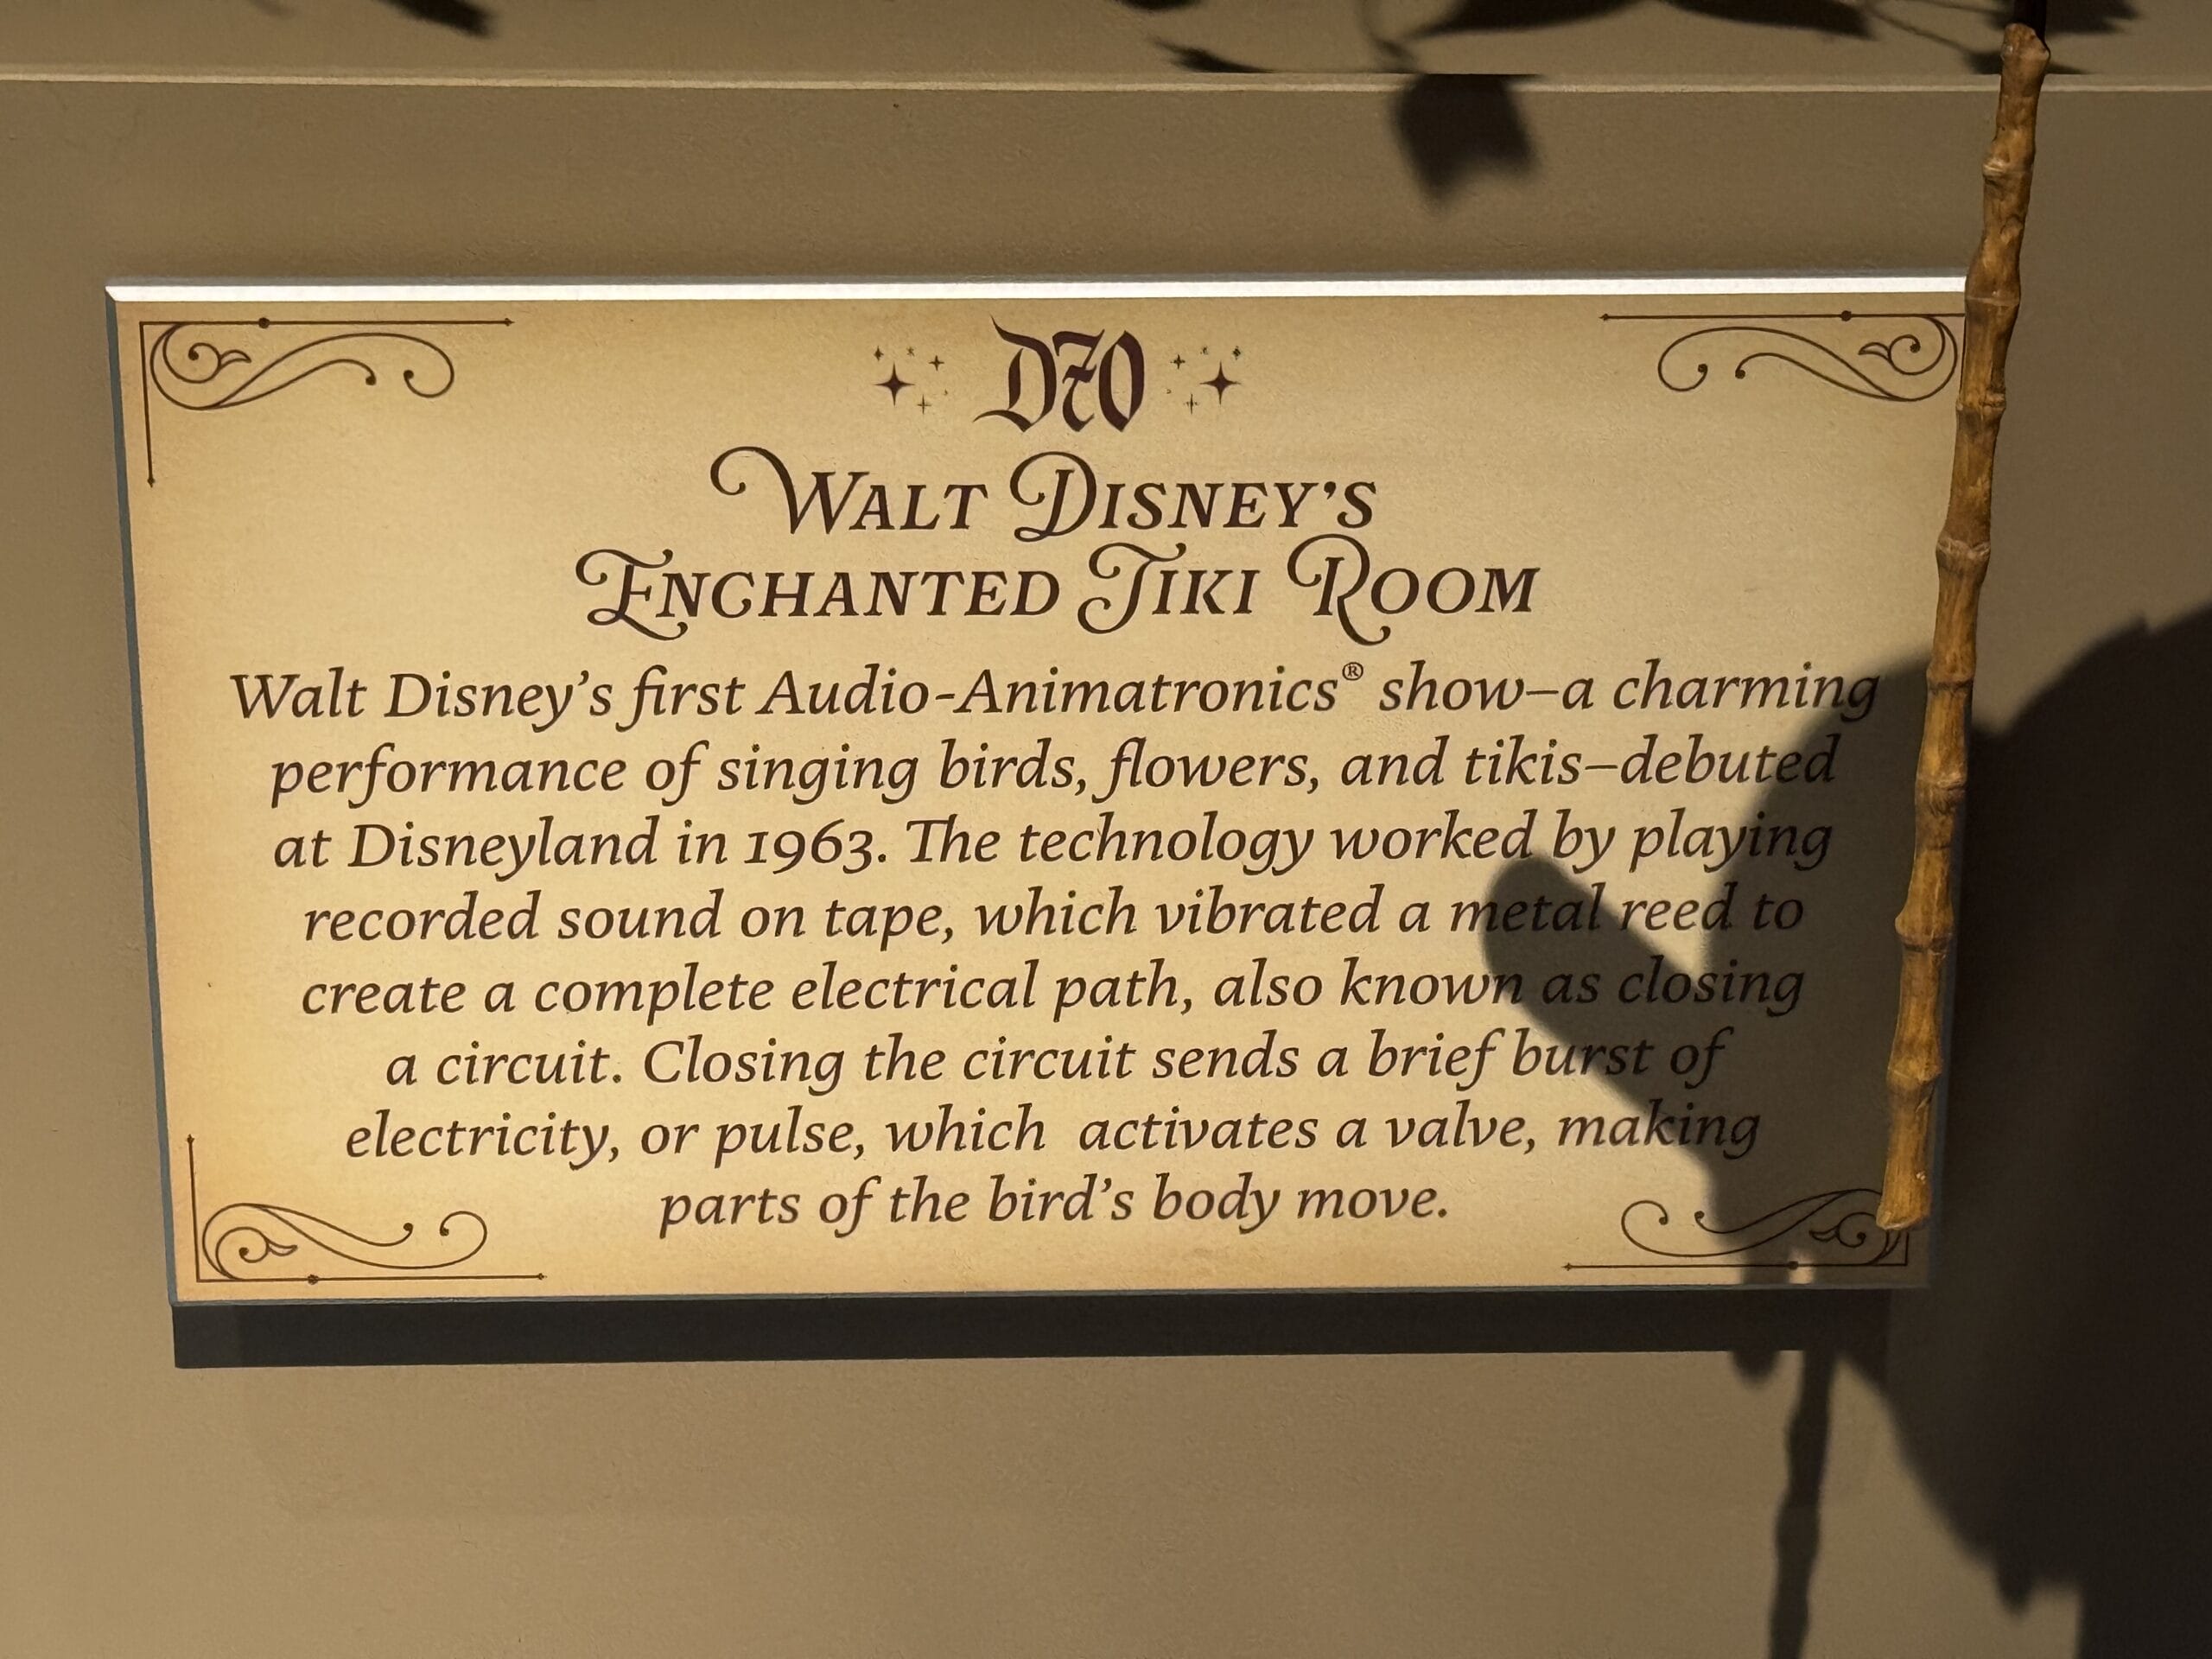 D70
Walt Disney's
Enchanted Tiki Room
Walt Disney's first Audio-Animatronics® show–a charming
performance of singing birds, flowers, and tikis–debuted
at Disneyland in 1963. The technology worked by playing
recorded sound on tape, which vibrated a metal reed to
create a complete electrical path, also known as closing
a circuit. Closing the circuit sends a brief burst of
electricity, or pulse, which  activates a valve, making
parts of the bird's body move.